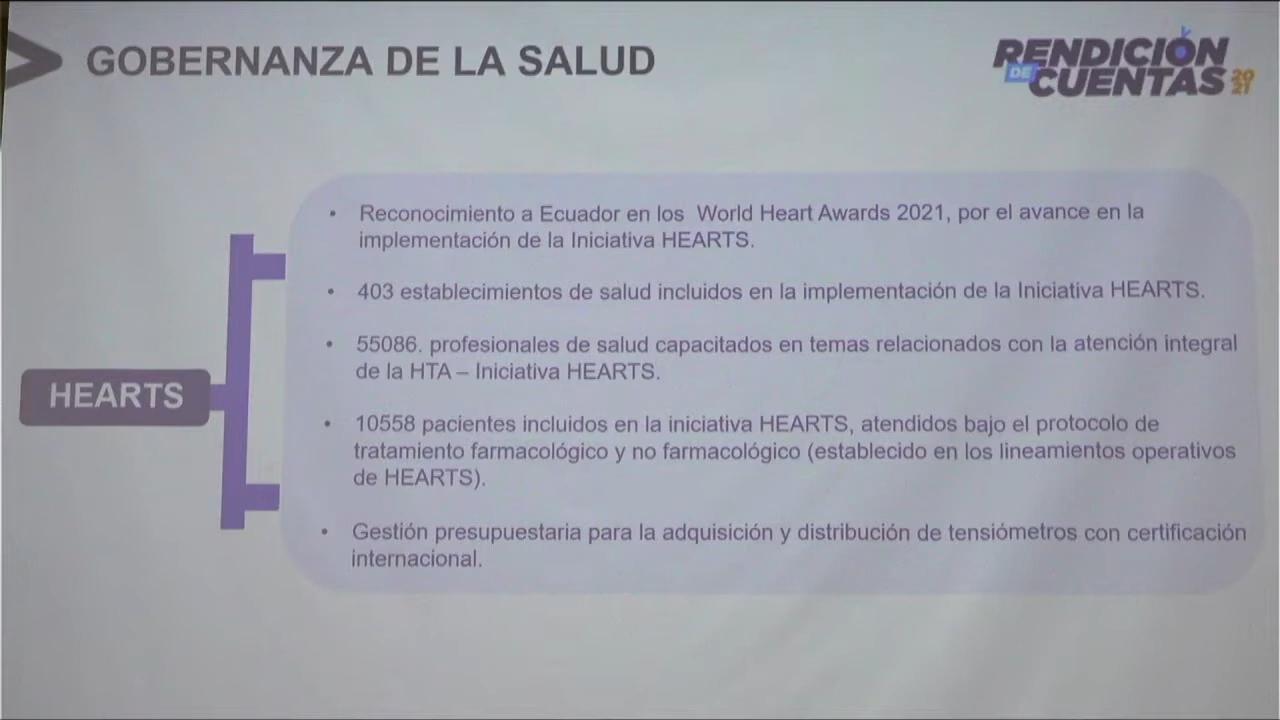 GOBERNANZA DE LA SALUD
RENDICIÓN
DE CUENTAS 2021
HEARTS
• Reconocimiento a Ecuador en los World Heart Awards 2021, por el avance en la
implementación de la Iniciativa HEARTS.
• 403 establecimientos de salud incluidos en la implementación de la Iniciativa HEARTS.
• 55086. profesionales de salud capacitados en temas relacionados con la atención integral
de la HTA – Iniciativa HEARTS.
• 10558 pacientes incluidos en la iniciativa HEARTS, atendidos bajo el protocolo de
tratamiento farmacológico y no farmacológico (establecido en los lineamientos operativos
de HEARTS).
• Gestión presupuestaria para la adquisición y distribución de tensiómetros con certificación
internacional.